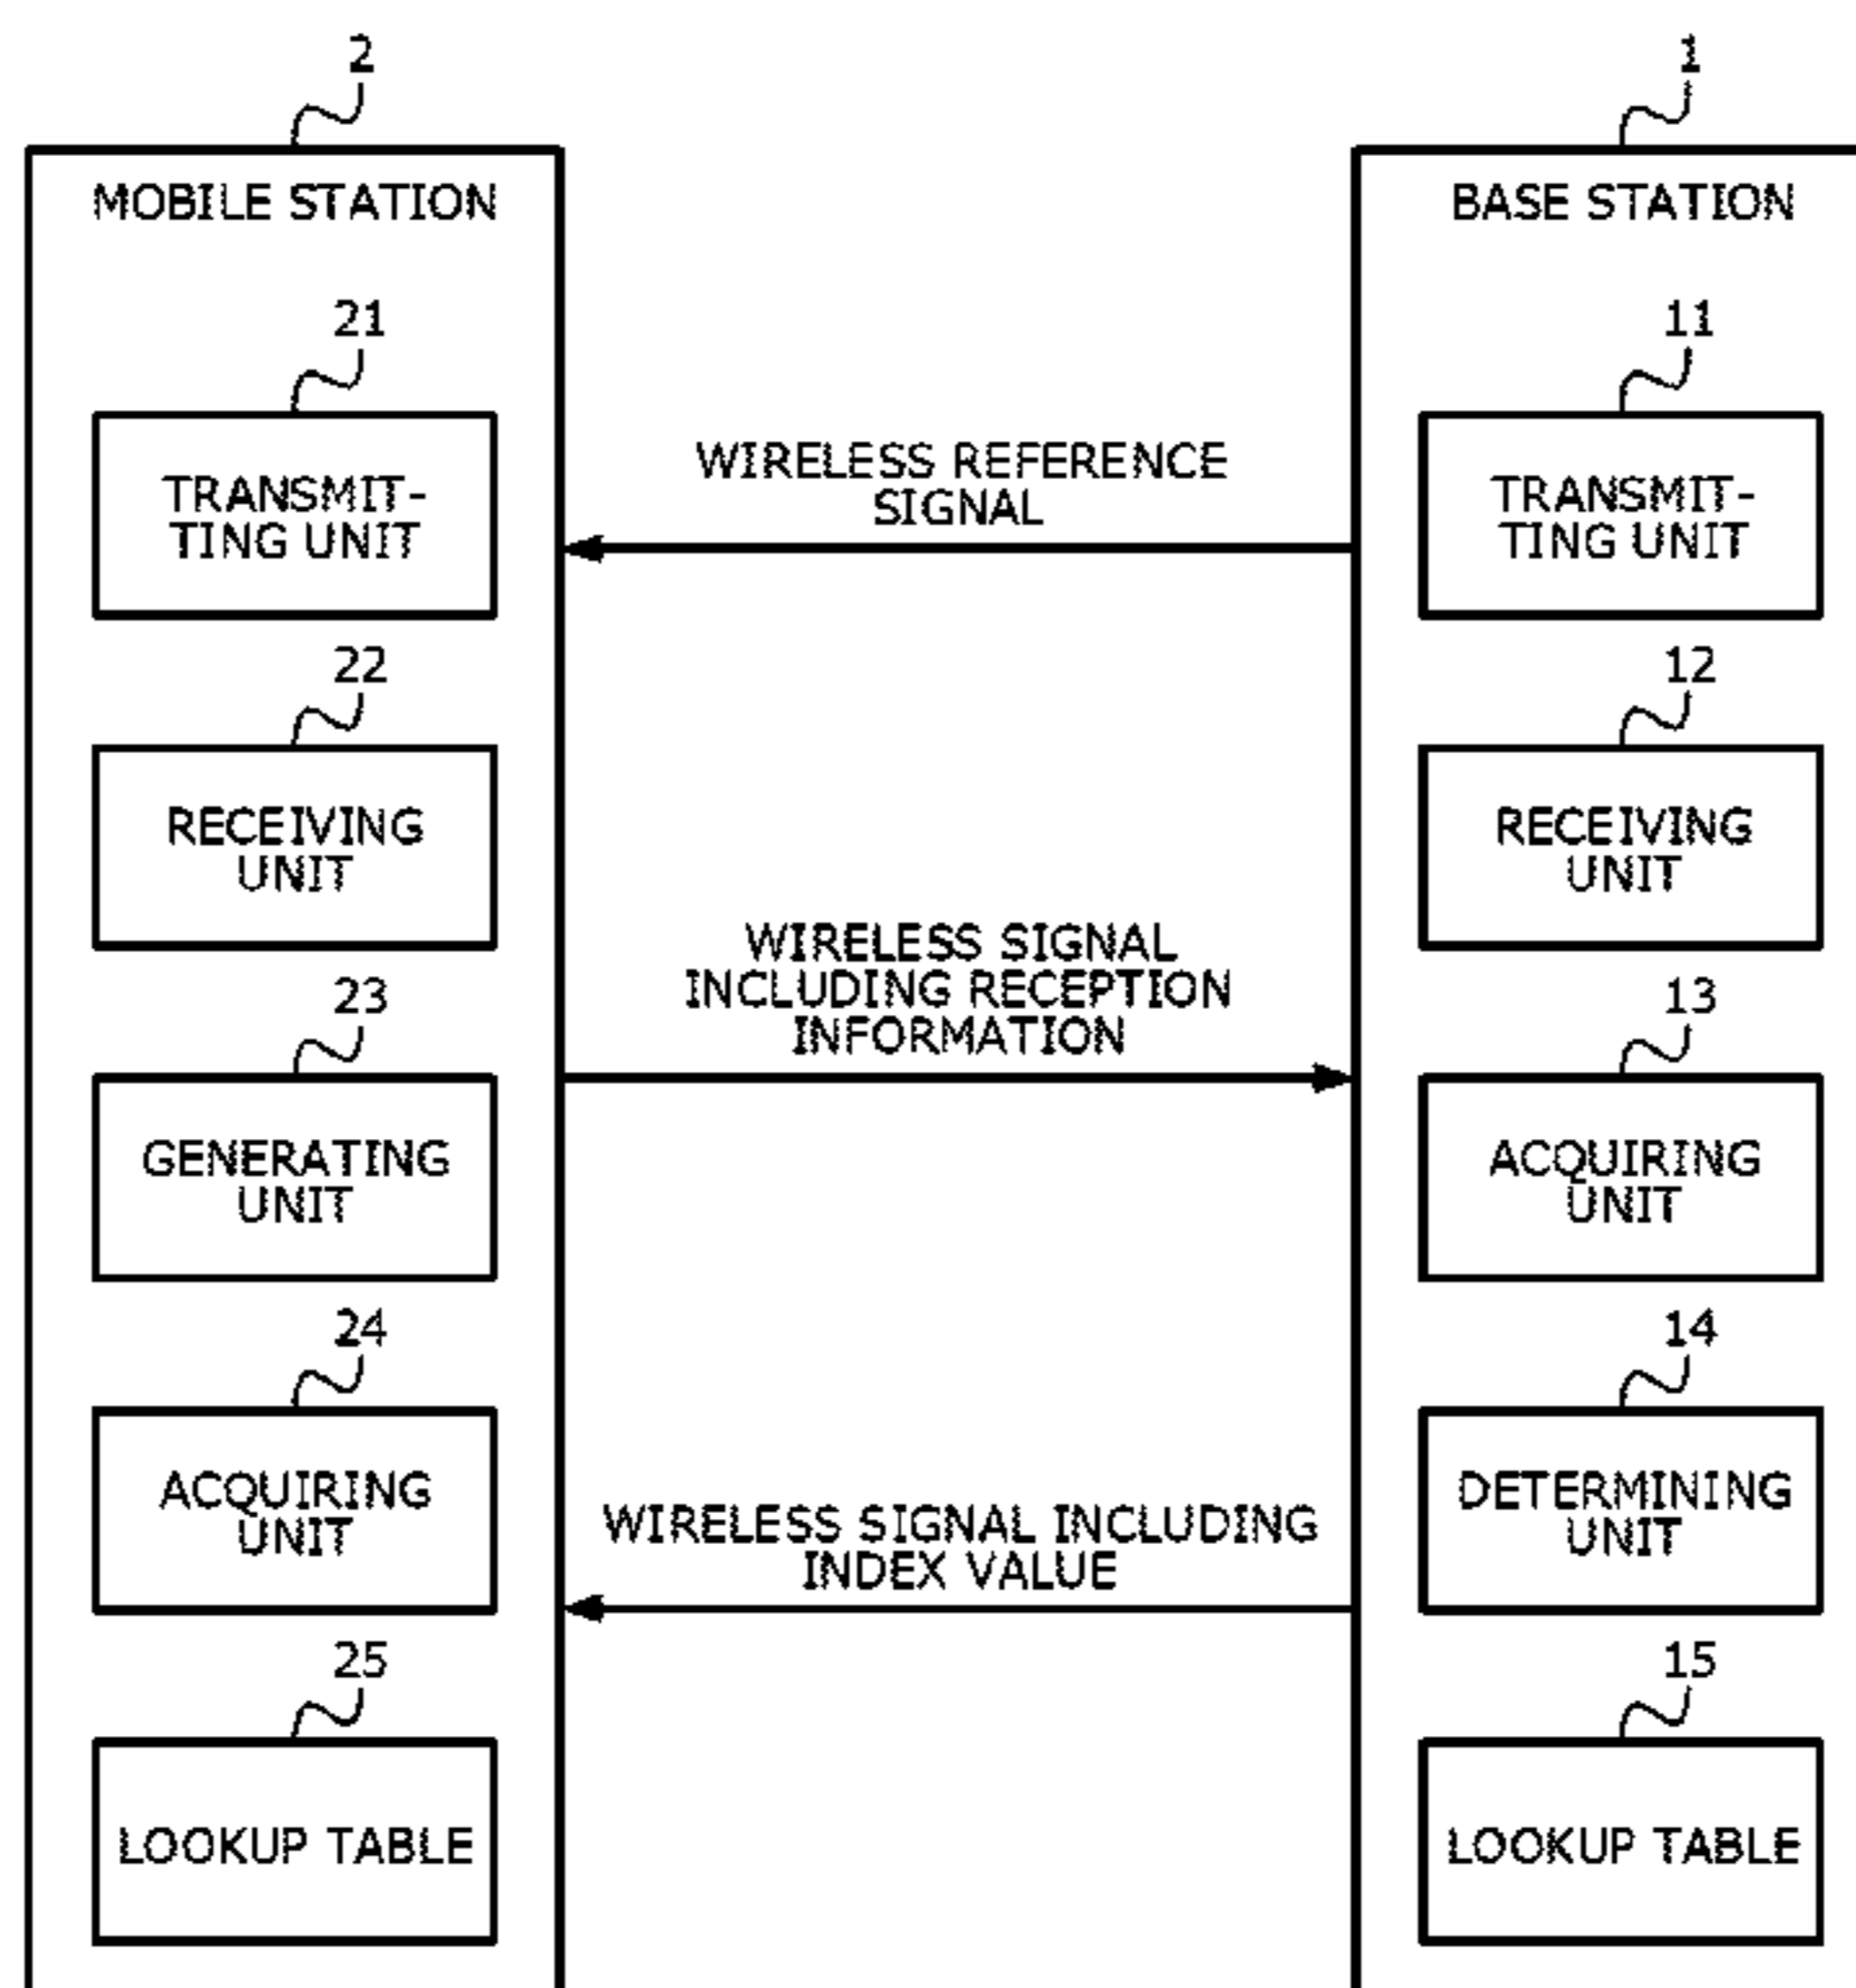 2
1
MOBILE STATION
BASE STATION
21
11
TRANSMIT-
TING UNIT
WIRELESS REFERENCE
SIGNAL
TRANSMIT-
TING UNIT
22
12
RECEIVING
UNIT
RECEIVING
UNIT
WIRELESS SIGNAL
INCLUDING RECEPTION
INFORMATION
23
13
GENERATING
UNIT
ACQUIRING
UNIT
24
14
ACQUIRING
UNIT
WIRELESS SIGNAL INCLUDING
INDEX VALUE
DETERMINING
UNIT
25
15
LOOKUP TABLE
LOOKUP TABLE